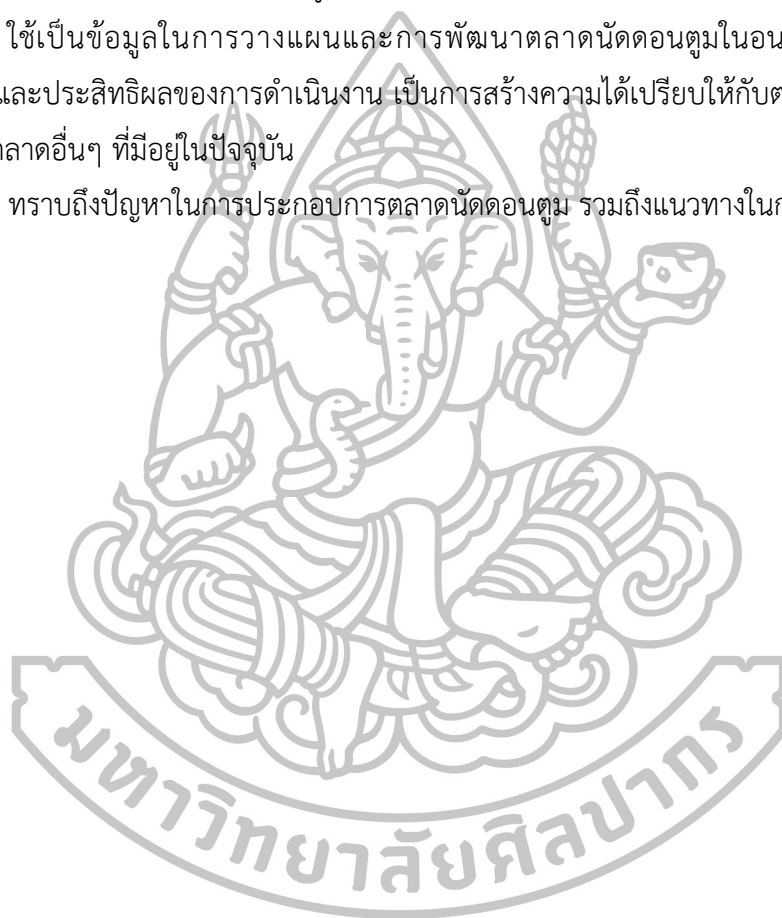 ใช้เป็นข้อมูลในการวางแผนและการพัฒนาตลาดนัดดอนตูมในอน
และประสิทธิผลของการดำเนินงาน เป็นการสร้างความได้เปรียบให้กับต
ลาดอื่นๆ ที่มีอยู่ในปัจจุบัน
ทราบถึงปัญหาในการประกอบการตลาดนัดดอนตูม รวมถึงแนวทางในก
มหาวิทยาลัยศิลปากร